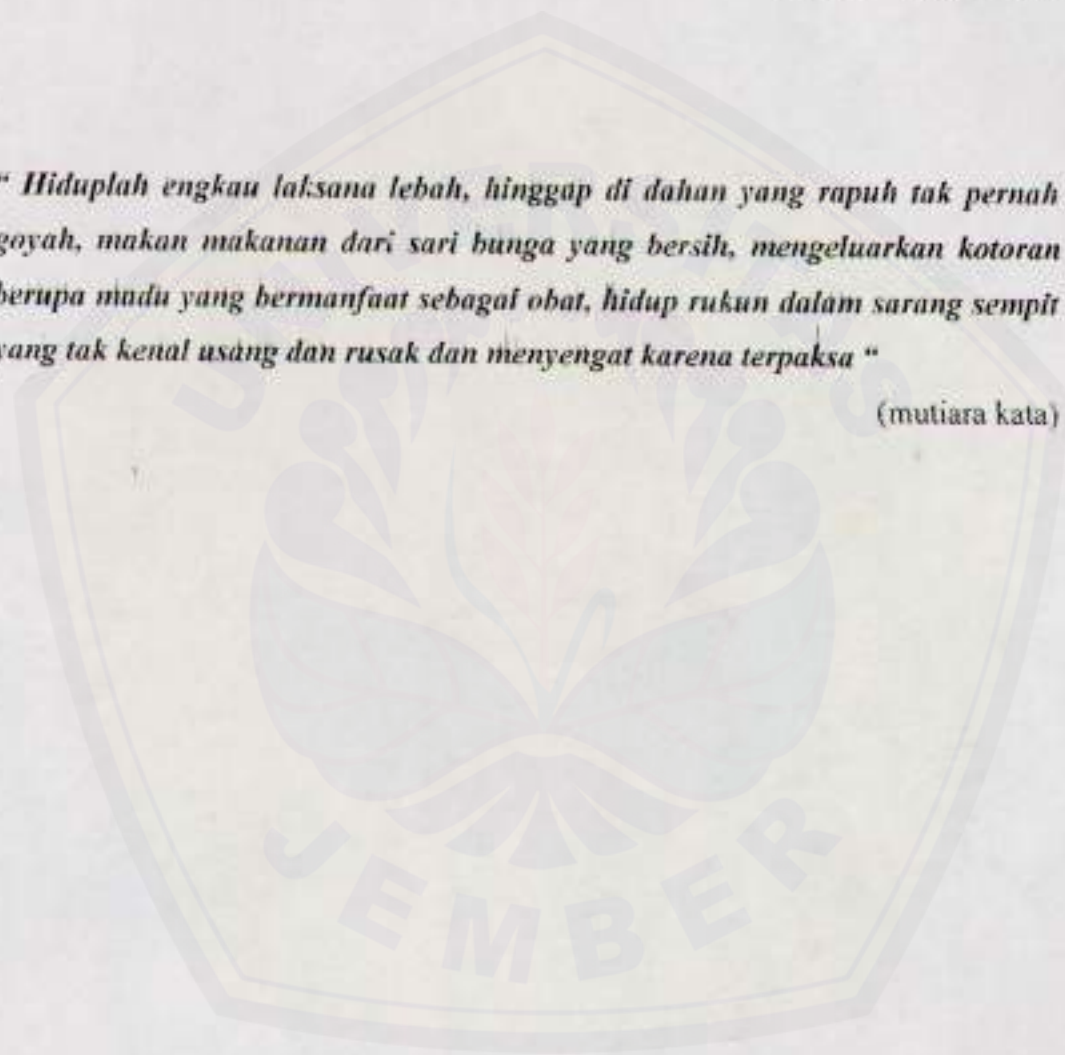 “ Hiduplah engkau laksana lebah, hinggap di dahan yang rapuh tak pernah
goyah, makan makanan dari sari bunga yang bersih, mengeluarkan kotoran
berupa madu yang bermanfaat sebagai obat, hidup rukun dalam sarang sempit
yang tak kenal usang dan rusak dan menyengat karena terpaksa “
(mutiara kata)
UNIVERSITAS
JEMBER